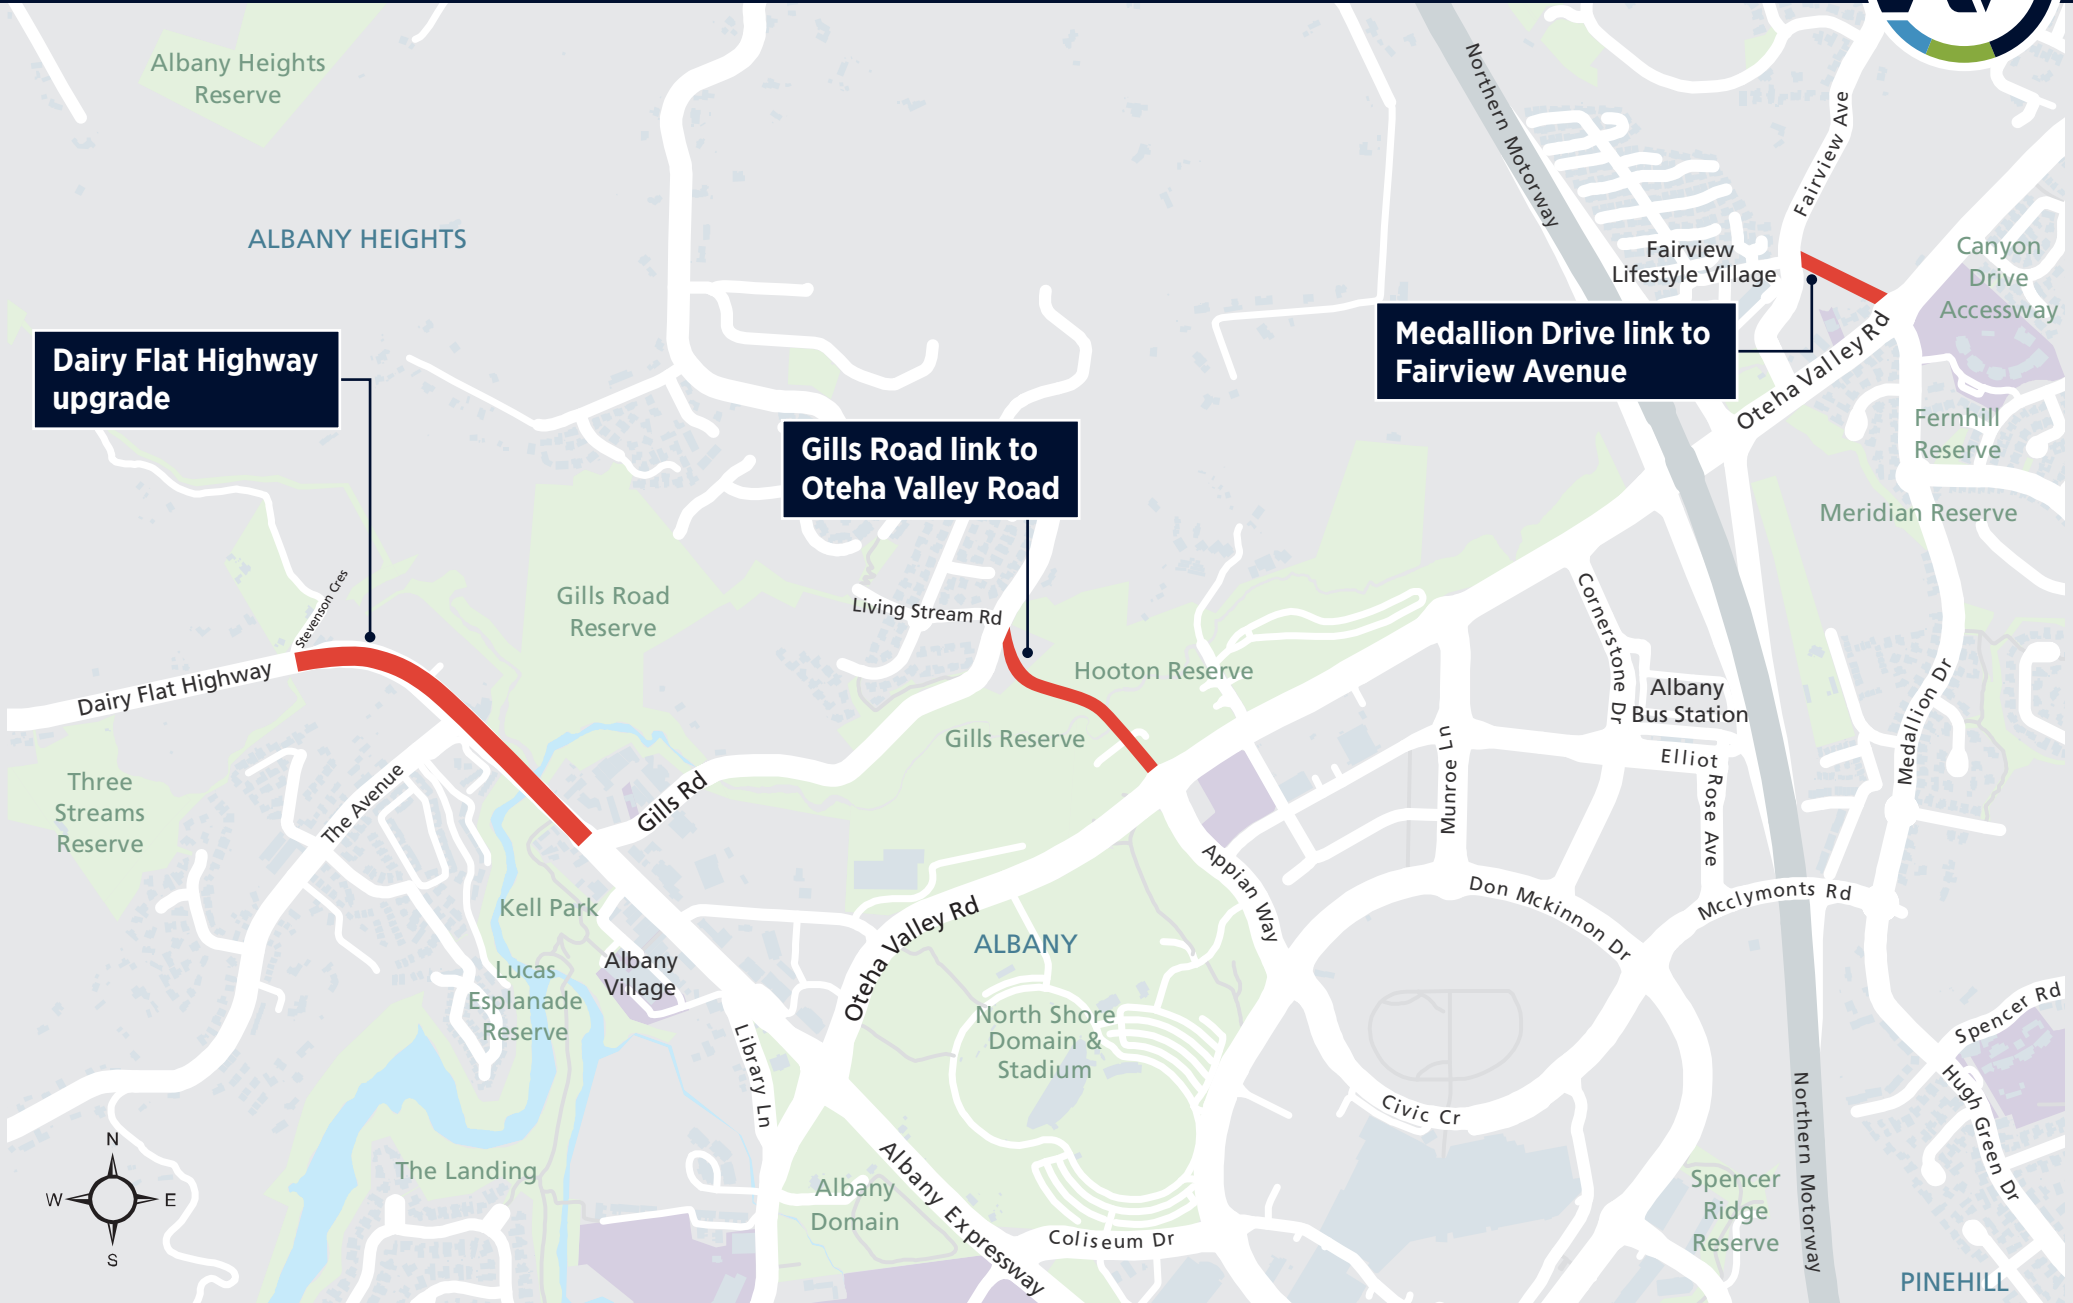 Albany Heights
Reserve
Northern Motorway
Fairview Ave
ALBANY HEIGHTS
Fairview
Lifestyle Village
Canyon
Drive
Accessway
Dairy Flat Highway
upgrade
Medallion Drive link to
Fairview Avenue
Oteha Valley Rd
Gills Road link to
Oteha Valley Road
Fernhill
Reserve
Meridian Reserve
Stevenson Cres
Gills Road
Reserve
Living Stream Rd
Cornerstone Dr
Hooton Reserve
Dairy Flat Highway
Albany
Bus Station
Medallion Dr
Gills Reserve
Munroe Ln
Elliot
Rose Ave
Three
Streams
Reserve
The Avenue
Gills Rd
Appian Way
Don Mckinnon Dr
Mcclymonts Rd
Kell Park
Oteha Valley Rd
ALBANY
Albany
Village
Lucas
Esplanade
Reserve
North Shore
Domain &
Stadium
Library Ln
Spencer Rd
Civic Cr
Hugh Green Dr
Northern Motorway
N
W
E
S
The Landing
Albany
Domain
Albany Expressway
Coliseum Dr
Spencer
Ridge
Reserve
PINEHILL